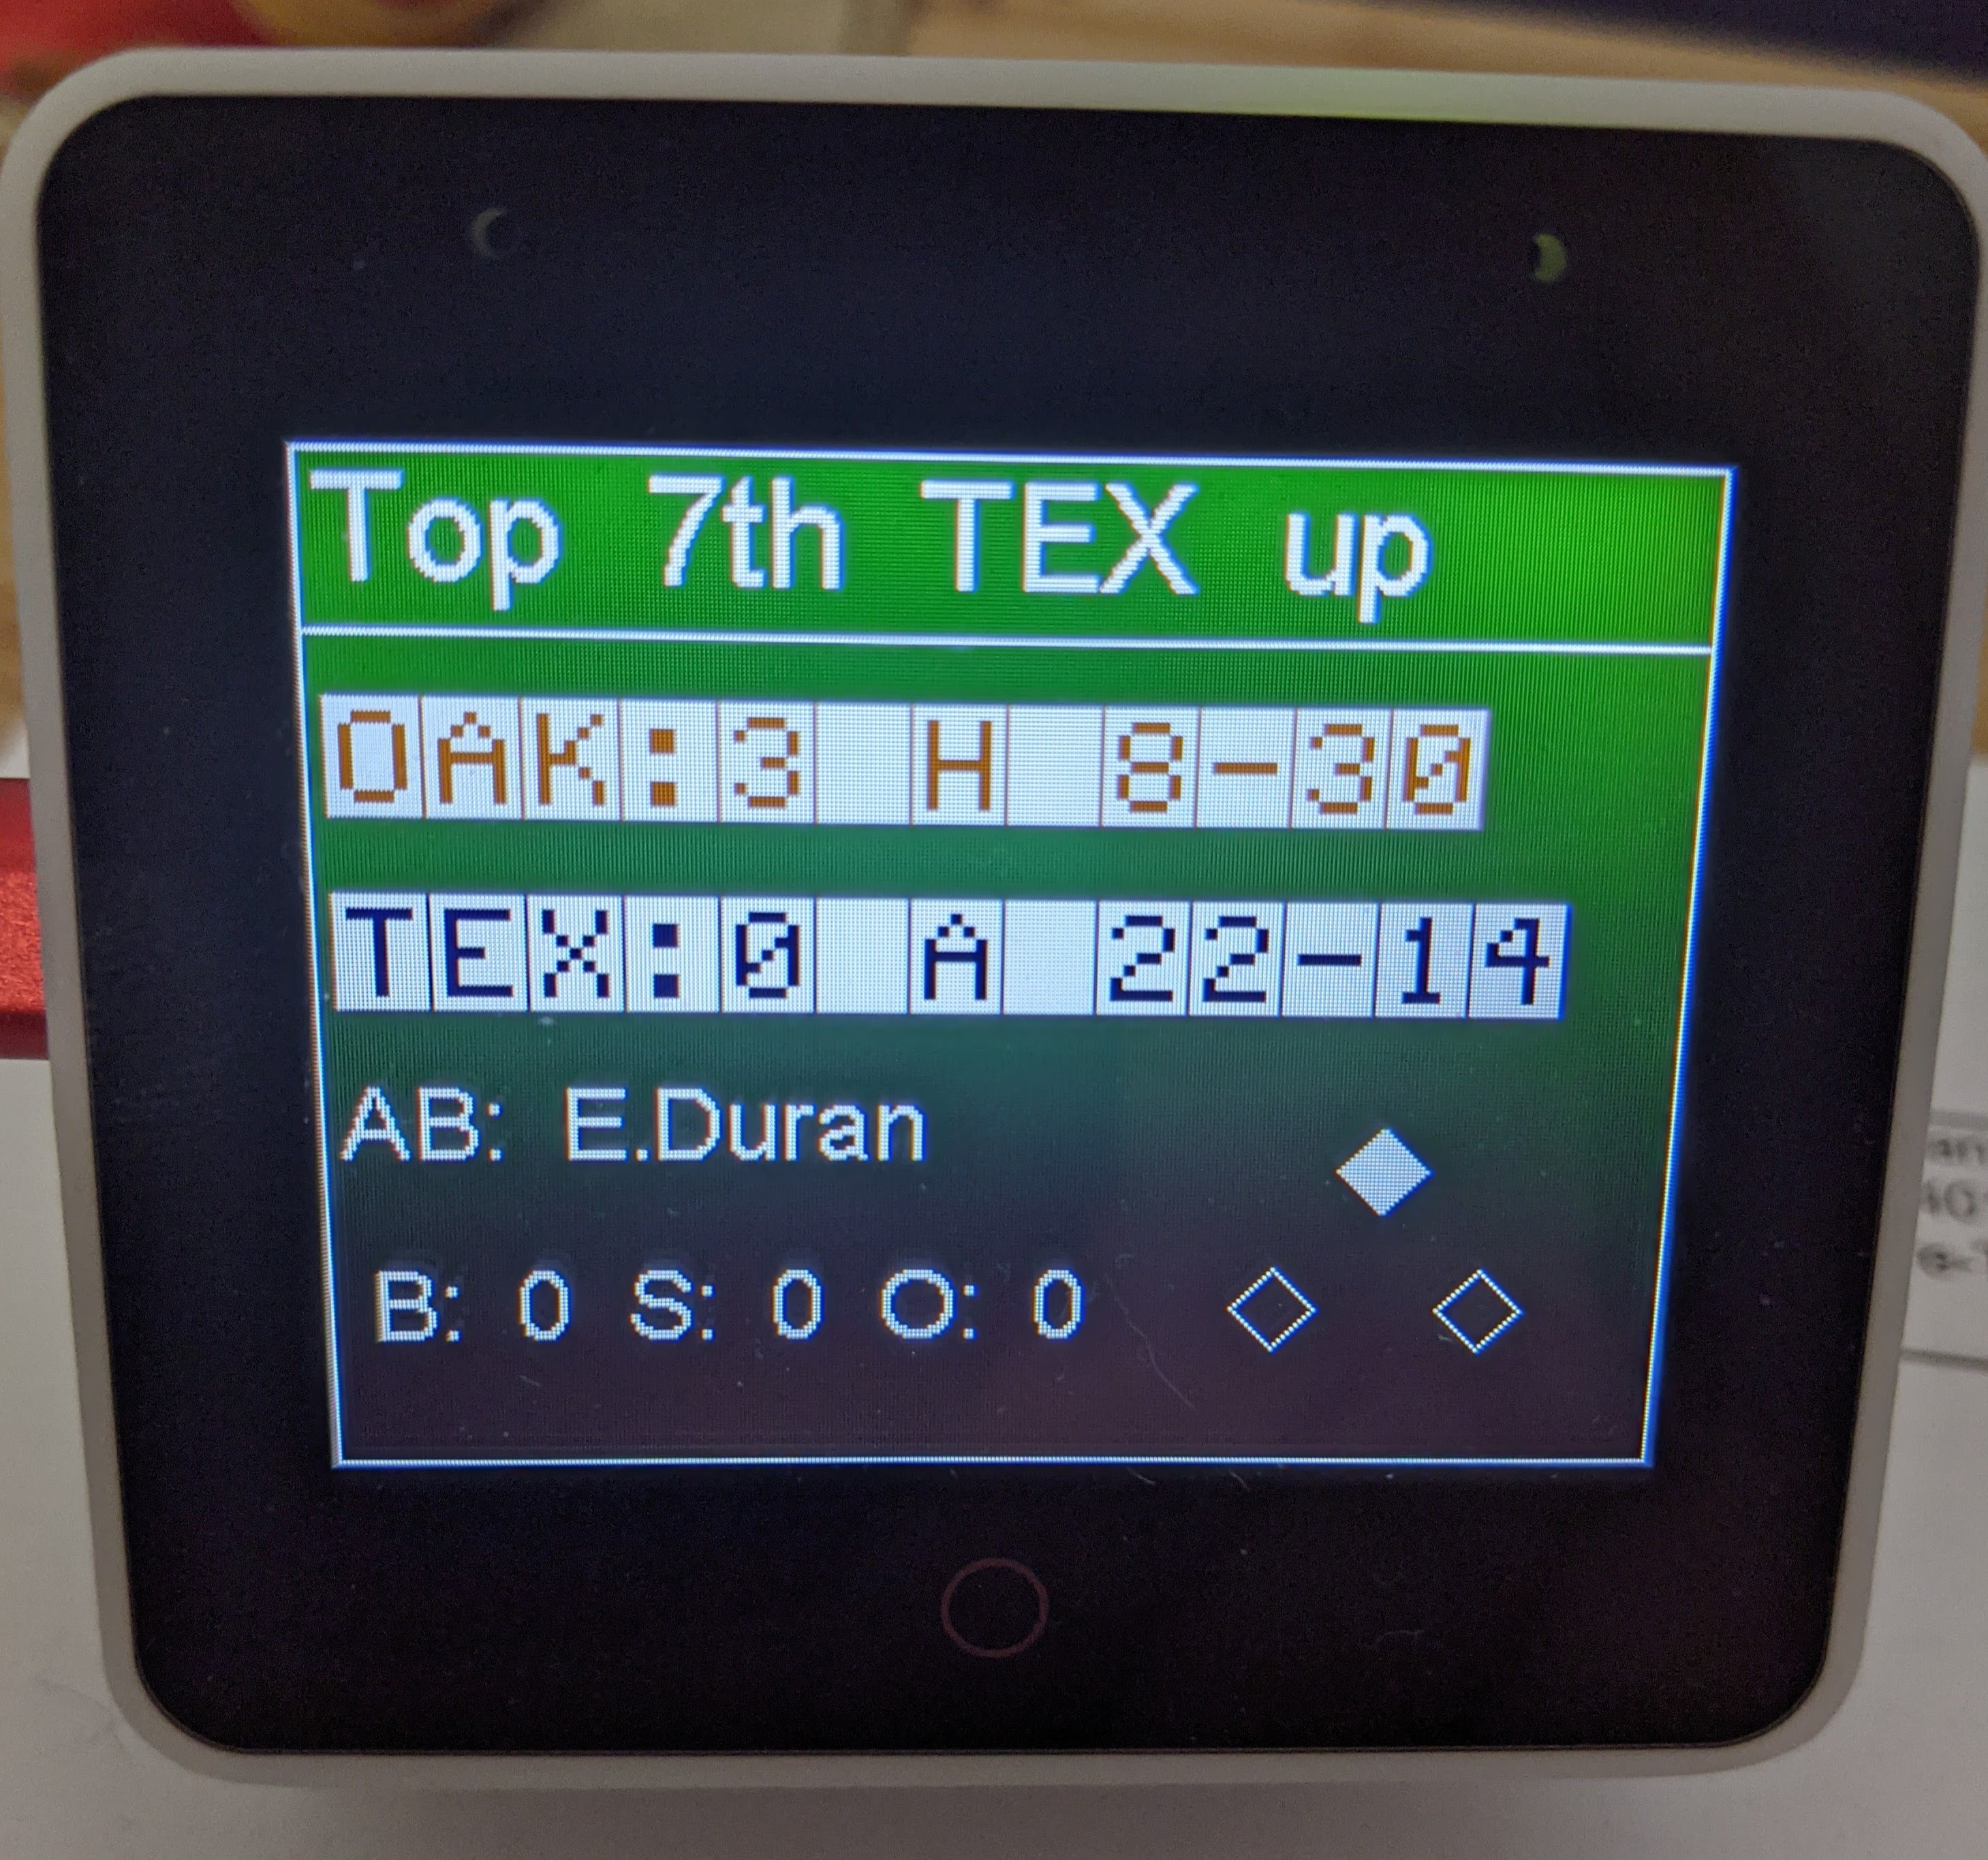 Top 7th TEX up
OAK:3 H 8-30
TEX:0 A 22-14
AB: E.Duran
B: 0 S: 0 O: 0